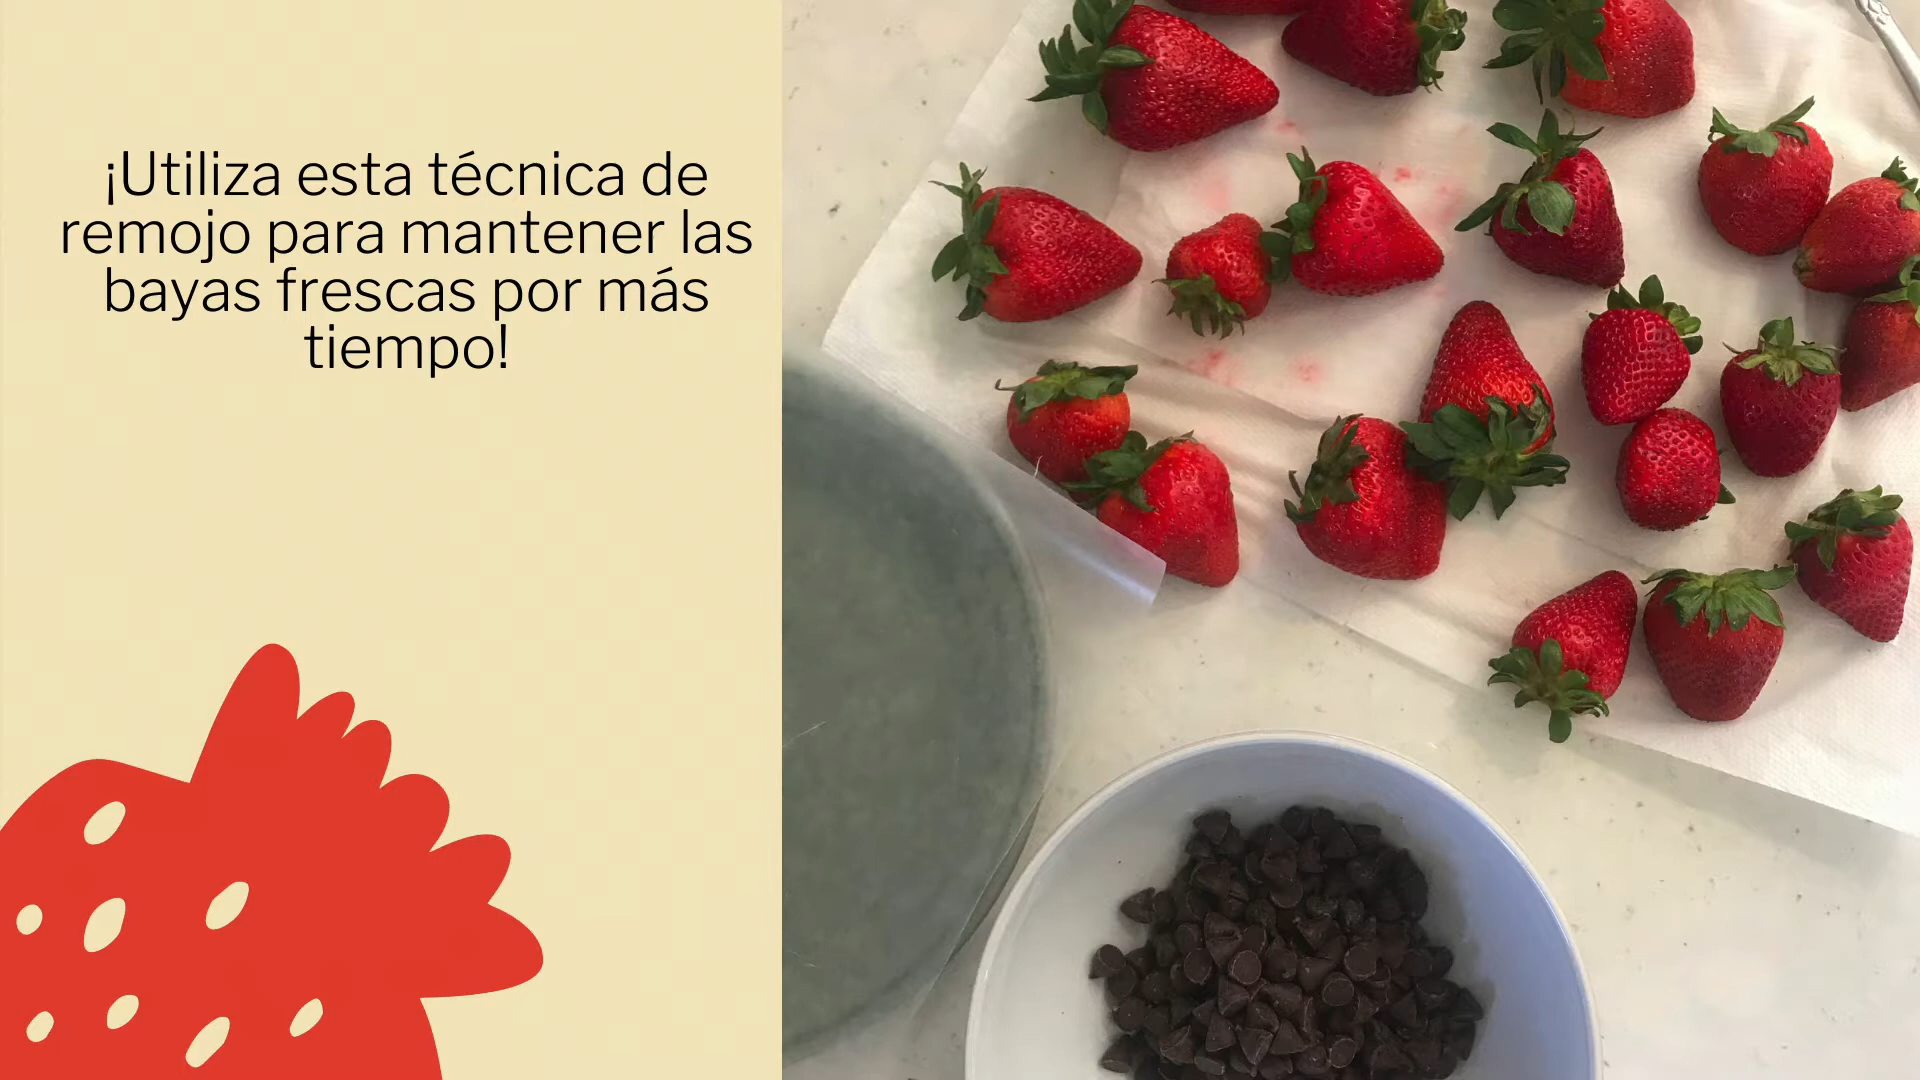 ¡Utiliza esta técnica de
remojo para mantener las
bayas frescas por más
tiempo!